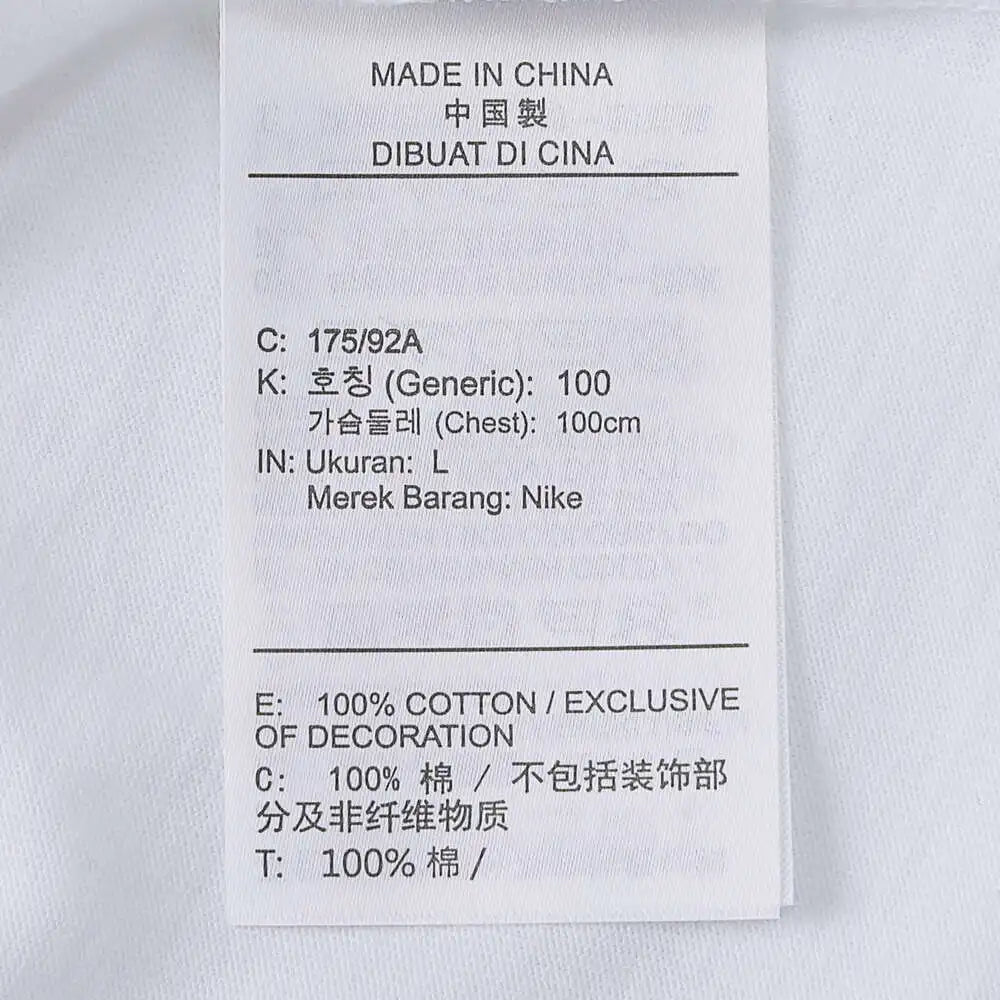 MADE IN CHINA
中国製
DIBUAT DI CINA
C: 175/92A
K: 호칭 (Generic): 100
가슴둘레 (Chest): 100cm
IN: Ukuran: L
Merek Barang: Nike
E: 100% COTTON / EXCLUSIVE
OF DECORATION
C: 100% 棉 / 不包括装饰部
分及非纤维物质
T: 100% 棉 /